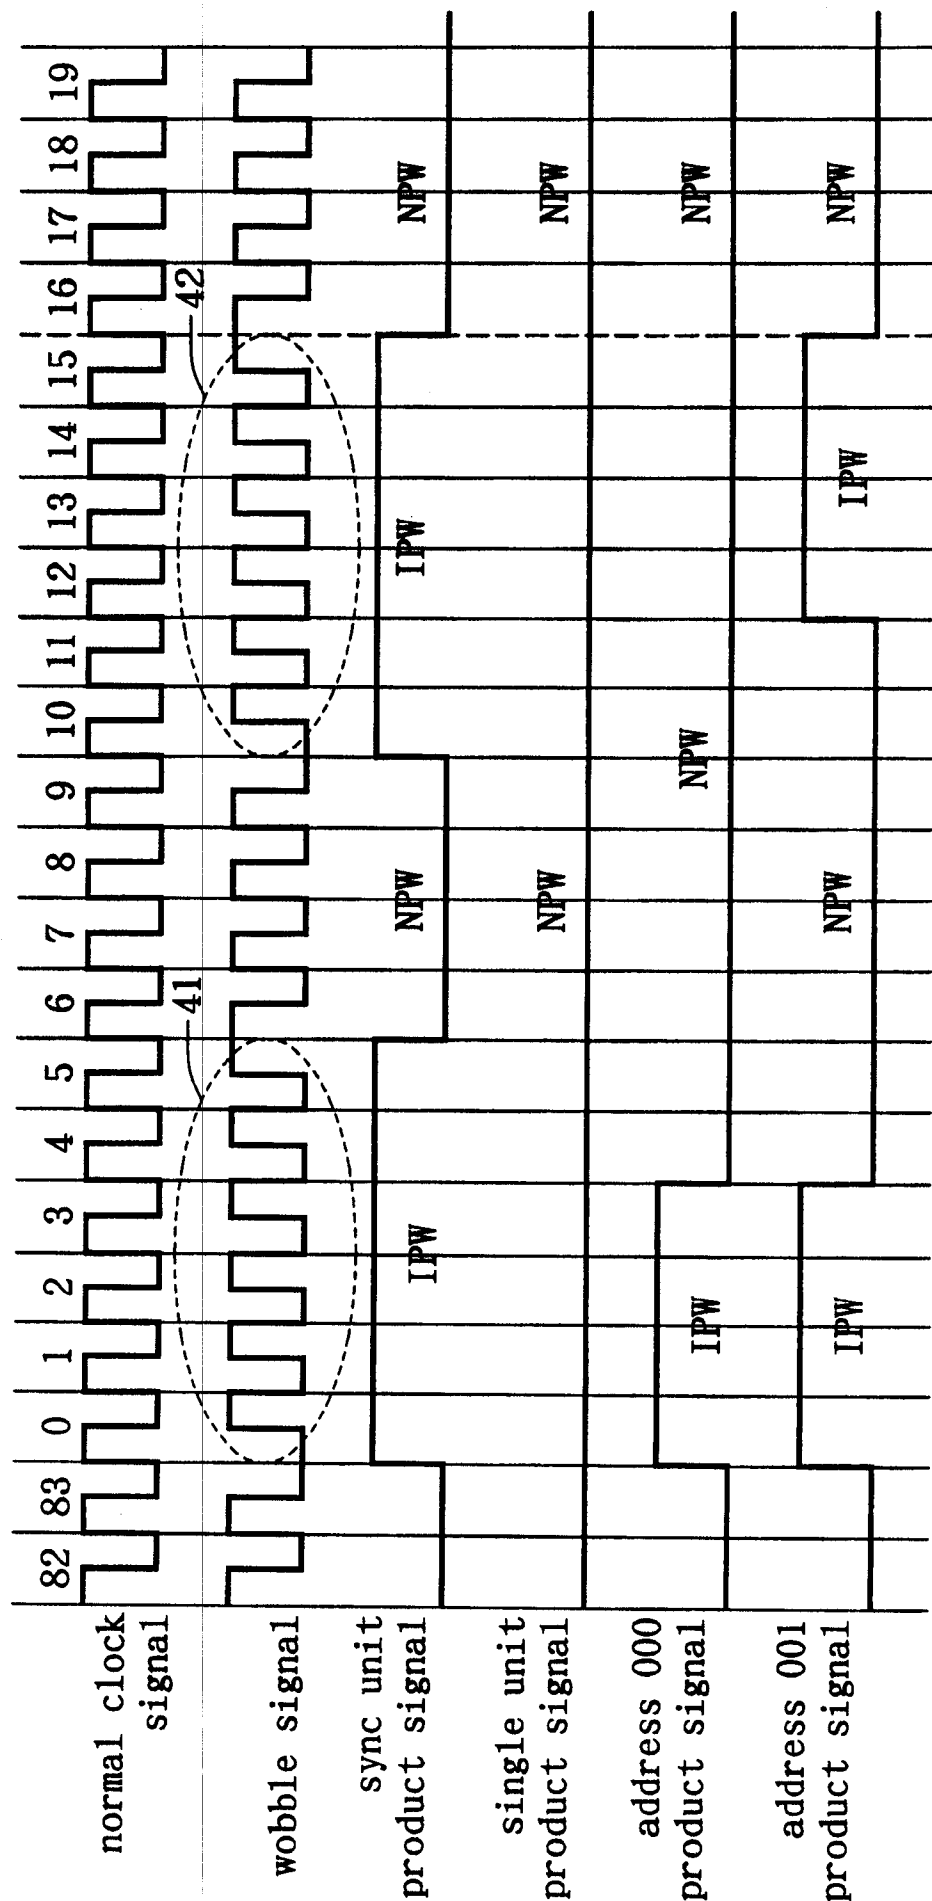 82 83 0 1 2 3 4 5 6 7 8 9 10 11 12 13 14 15 16 17 18 19
normal clock
signal
41
42
wobble signal
sync unit
product signal
IPW NPW IPW NPW
single unit
product signal
NPW NPW
address 000
product signal
IPW NPW NPW
address 001
product signal
IPW NPW IPW NPW